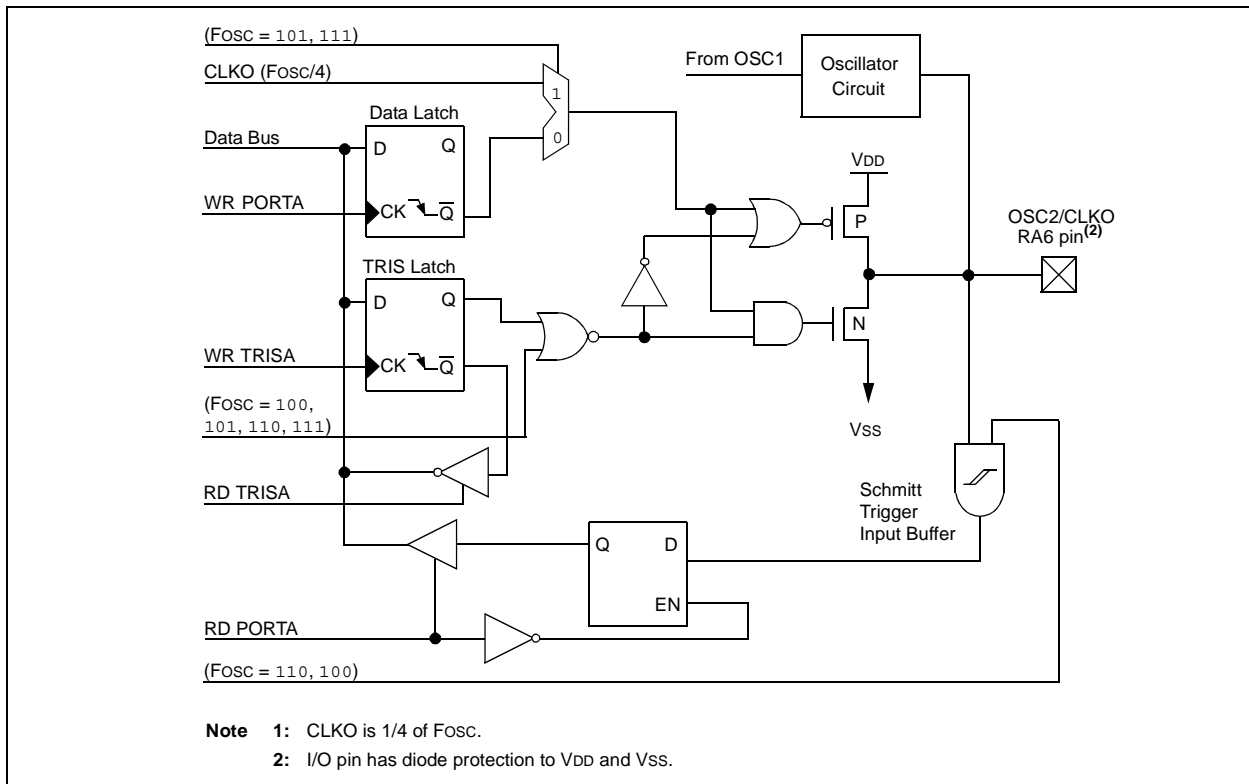 (FOSC = 101, 111)
CLKO (FOSC/4)
From OSC1
Oscillator
Circuit
1
0
Data Latch
Data Bus
D
Q
WR PORTA
CK
Q
VDD
P
OSC2/CLKO
RA6 pin(2)
TRIS Latch
D
Q
N
WR TRISA
CK
Q
VSS
(FOSC = 100,
101, 110, 111)
RD TRISA
Schmitt
Trigger
Input Buffer
Q
D
EN
RD PORTA
(FOSC = 110, 100)
Note 1: CLKO is 1/4 of FOSC.
2: I/O pin has diode protection to VDD and VSS.